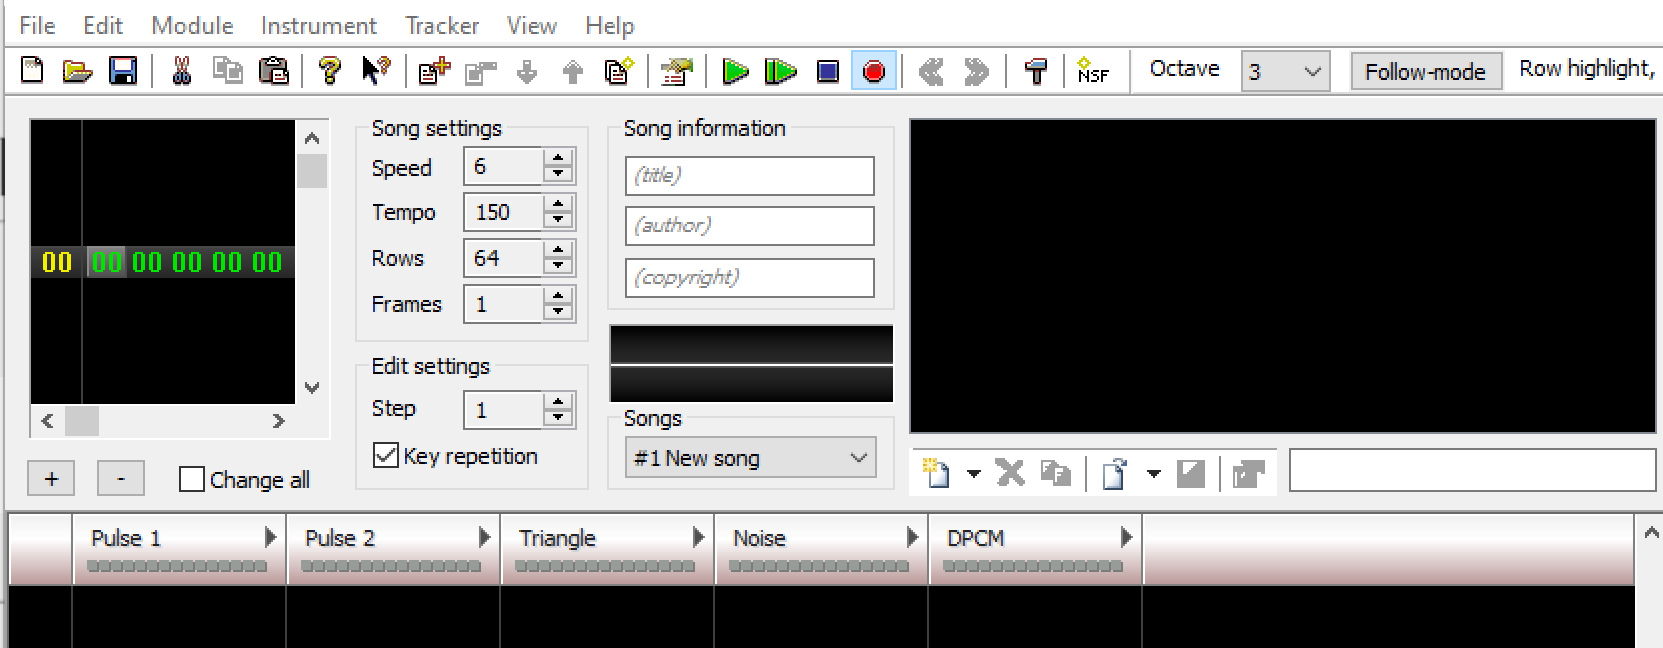 File Edit Module Instrument Tracker View Help
NSF Octave 3 Follow-mode Row highlight,
Song settings
Speed 6
Tempo 150
Rows 64
Frames 1
Song information
(title)
(author)
(copyright)
00 00 00 00 00 00
Edit settings
Step 1
Key repetition
Songs
#1 New song
+ - Change all
Pulse 1 Pulse 2 Triangle Noise DPCM